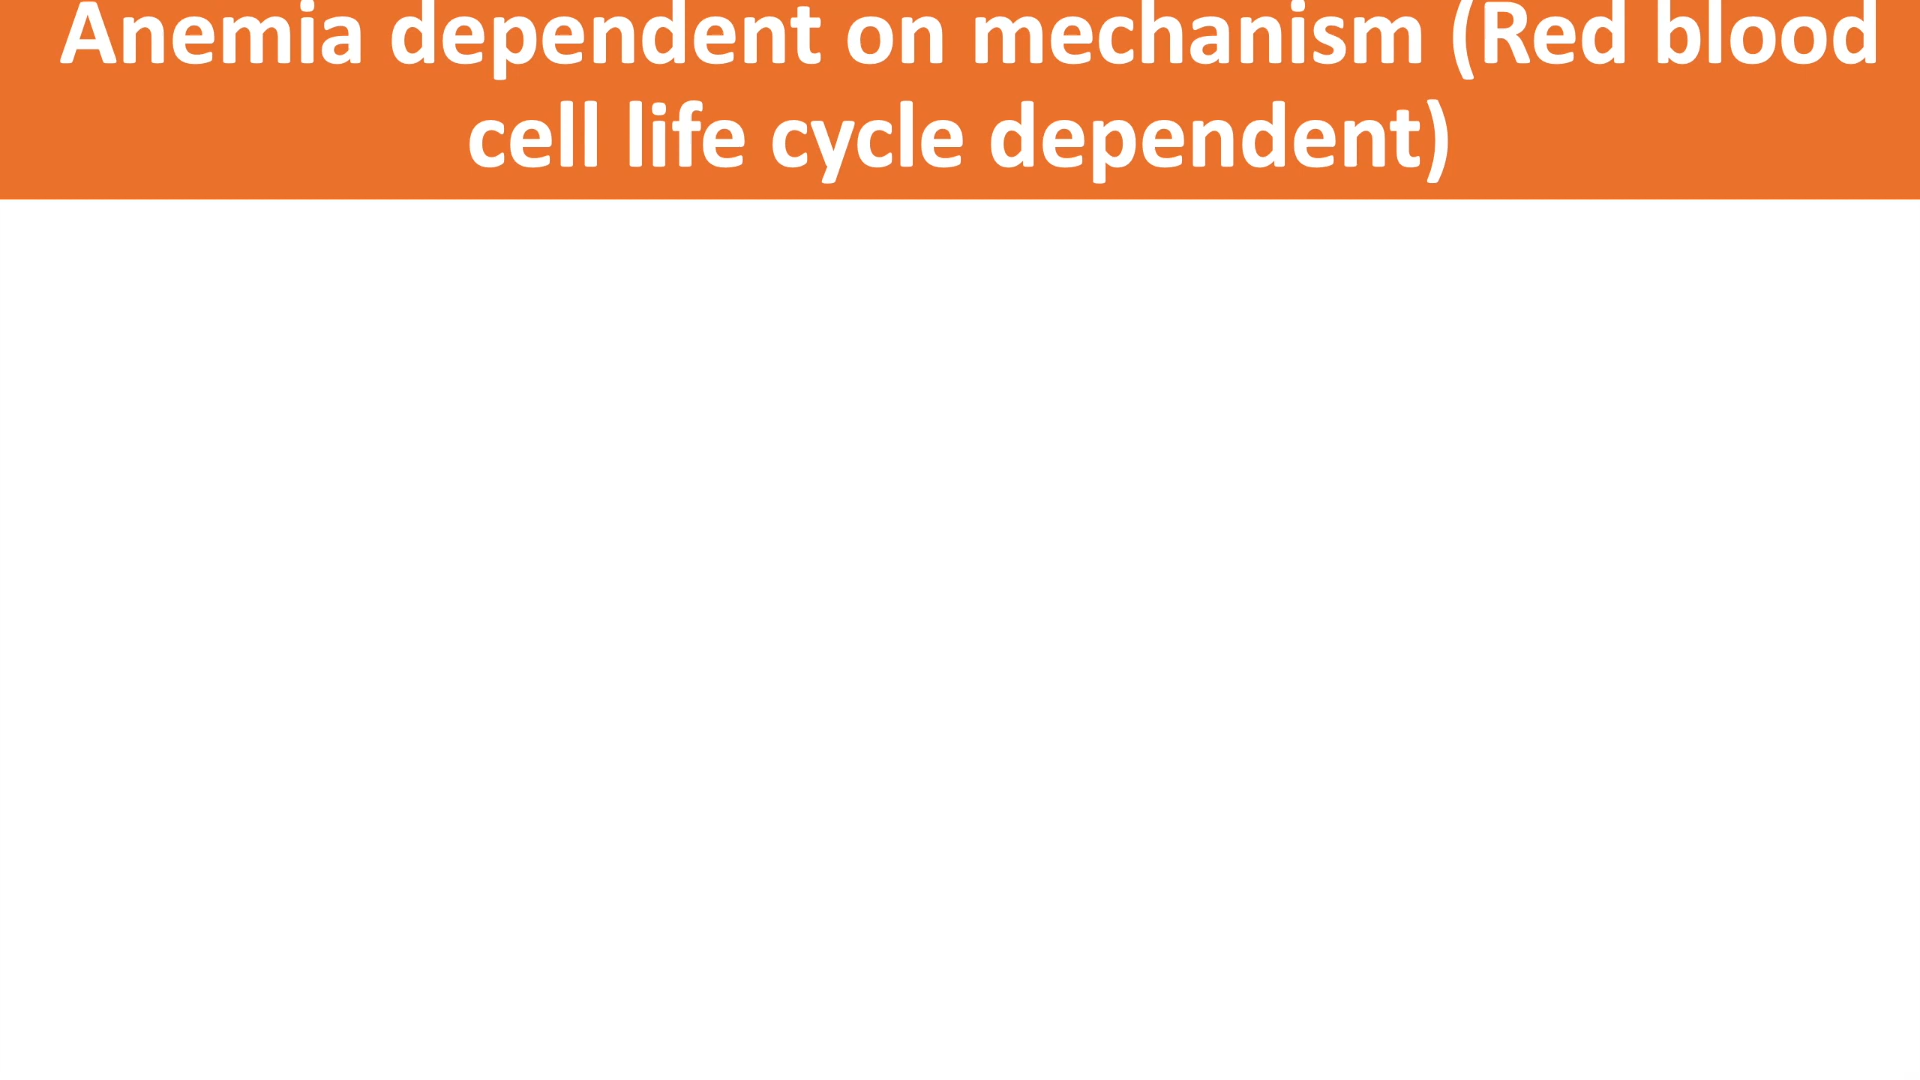 Anemia dependent on mechanism (Red blood
cell life cycle dependent)